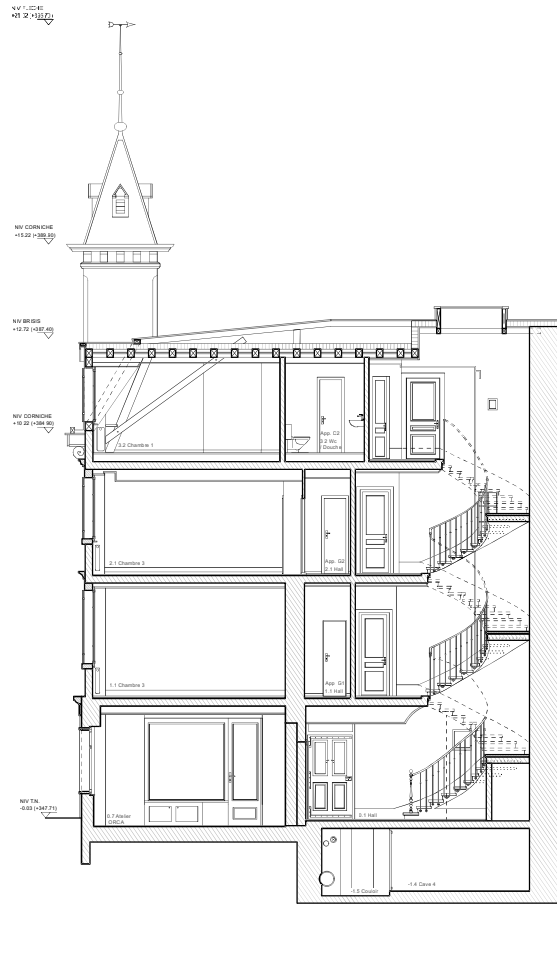 NIV CORNICHE
+15.22 (+389.90)
NIV BRISIS
+12.72 (+387.40)
NIV CORNICHE
+10.22 (+384.90)
App. C2
3.2 Wc
Douche
3.2 Chambre 1
2.1 Chambre 3
App. G2
2.1 Hall
1.1 Chambre 3
App. G1
1.1 Hall
NIV T.N.
-0.03 (+347.71)
0.7 Atelier
ORCA
0.1 Hall
-1.5 Couloir
-1.4 Cave 4